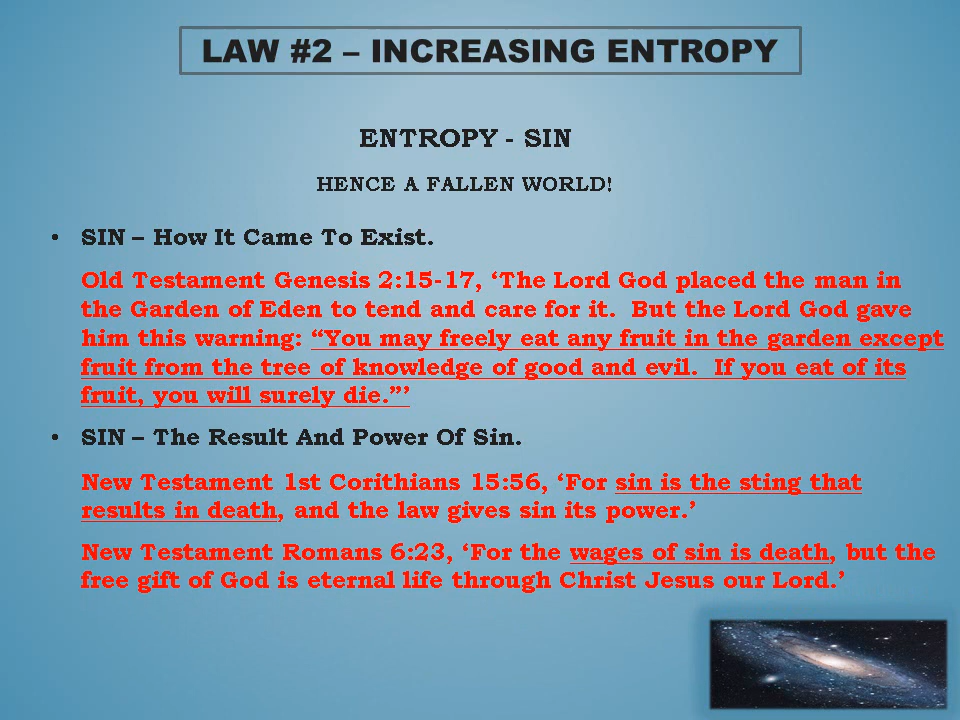 LAW #2 – INCREASING ENTROPY
ENTROPY - SIN
HENCE A FALLEN WORLD!
• SIN – How It Came To Exist.
Old Testament Genesis 2:15-17, ‘The Lord God placed the man in
the Garden of Eden to tend and care for it.  But the Lord God gave
him this warning: “You may freely eat any fruit in the garden except
fruit from the tree of knowledge of good and evil.  If you eat of its
fruit, you will surely die.”’
• SIN – The Result And Power Of Sin.
New Testament 1st Corithians 15:56, ‘For sin is the sting that
results in death, and the law gives sin its power.’
New Testament Romans 6:23, ‘For the wages of sin is death, but the
free gift of God is eternal life through Christ Jesus our Lord.’